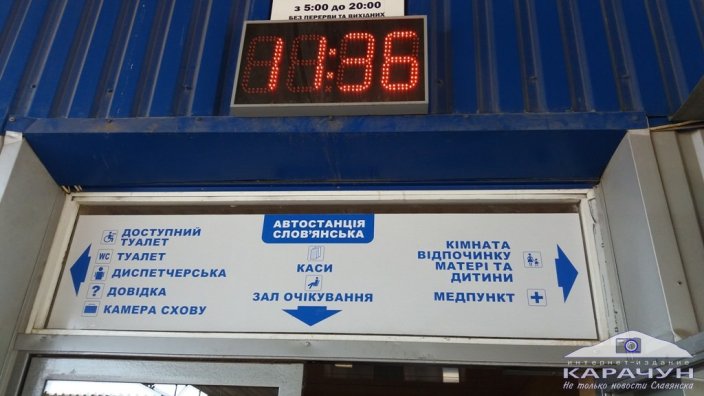 з 5:00 до 20:00
БЕЗ ПЕРЕРВИ ТА ВИХІДНИХ
11:36
ДОСТУПНИЙ
ТУАЛЕТ
WC ТУАЛЕТ
ДИСПЕТЧЕРСЬКА
? ДОВІДКА
КАМЕРА СХОВУ
АВТОСТАНЦІЯ
СЛОВ'ЯНСЬКА
КАСИ
ЗАЛ ОЧІКУВАННЯ
КІМНАТА
ВІДПОЧИНКУ
МАТЕРІ ТА
ДИТИНИ
МЕДПУНКТ
интернет-издание
КАРАЧУН
Не только новости Славянска